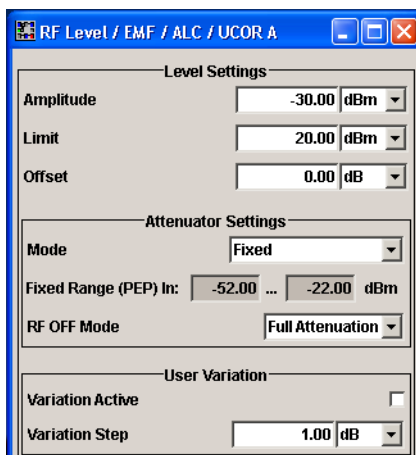 RF Level / EMF / ALC / UCOR A
Level Settings
Amplitude -30.00 dBm
Limit 20.00 dBm
Offset 0.00 dB
Attenuator Settings
Mode Fixed
Fixed Range (PEP) In: -52.00 ... -22.00 dBm
RF OFF Mode Full Attenuation
User Variation
Variation Active
Variation Step 1.00 dB